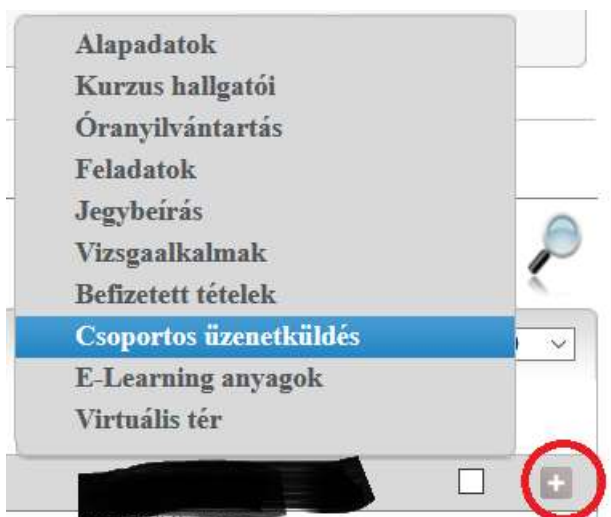 Alapadatok
Kurzus hallgatói
Óranyilvántartás
Feladatok
Jegybeírás
Vizsgaalkalmak
Befizetett tételek
Csoportos üzenetküldés
E-Learning anyagok
Virtuális tér